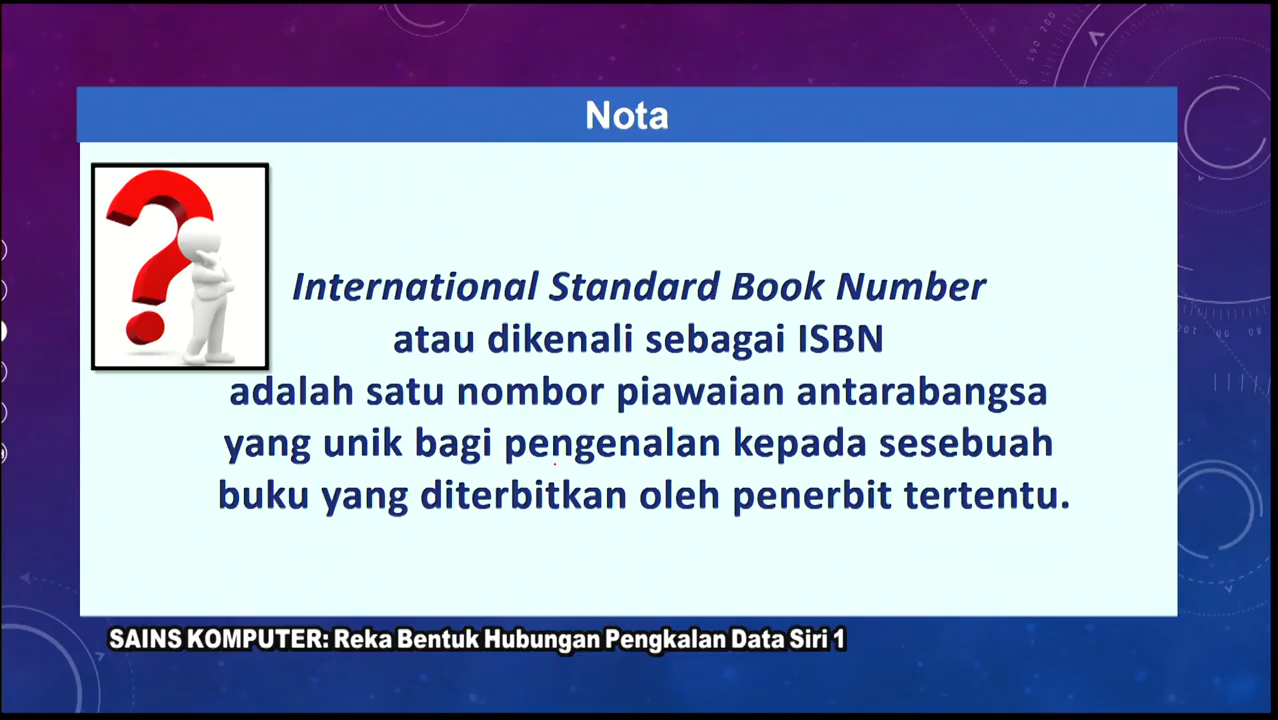 Nota
International Standard Book Number
atau dikenali sebagai ISBN
adalah satu nombor piawaian antarabangsa
yang unik bagi pengenalan kepada sesebuah
buku yang diterbitkan oleh penerbit tertentu.
SAINS KOMPUTER: Reka Bentuk Hubungan Pengkalan Data Siri 1